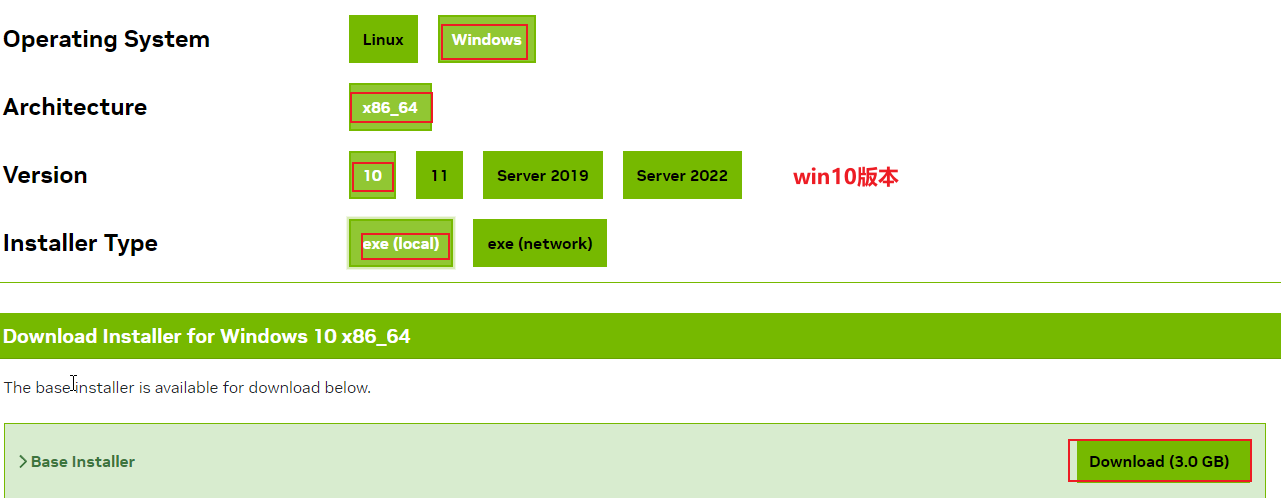 Operating System Linux Windows
Architecture x86_64
Version 10 11 Server 2019 Server 2022 win10版本
Installer Type exe (local) exe (network)
Download Installer for Windows 10 x86_64
The base installer is available for download below.
Base Installer Download (3.0 GB)